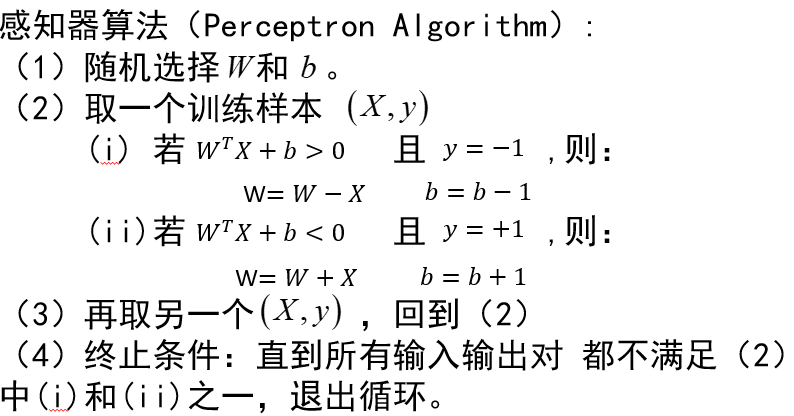 感知器算法（Perceptron Algorithm）:
（1）随机选择W和 b 。
（2）取一个训练样本 (X,y)
(i) 若 W^T X + b > 0 且 y = −1 ,则：
W= W − X b = b − 1
(ii)若 W^T X + b < 0 且 y = +1 ,则：
W= W + X b = b + 1
（3）再取另一个(X,y) ，回到（2）
（4）终止条件：直到所有输入输出对 都不满足（2）
中(i)和(ii)之一，退出循环。